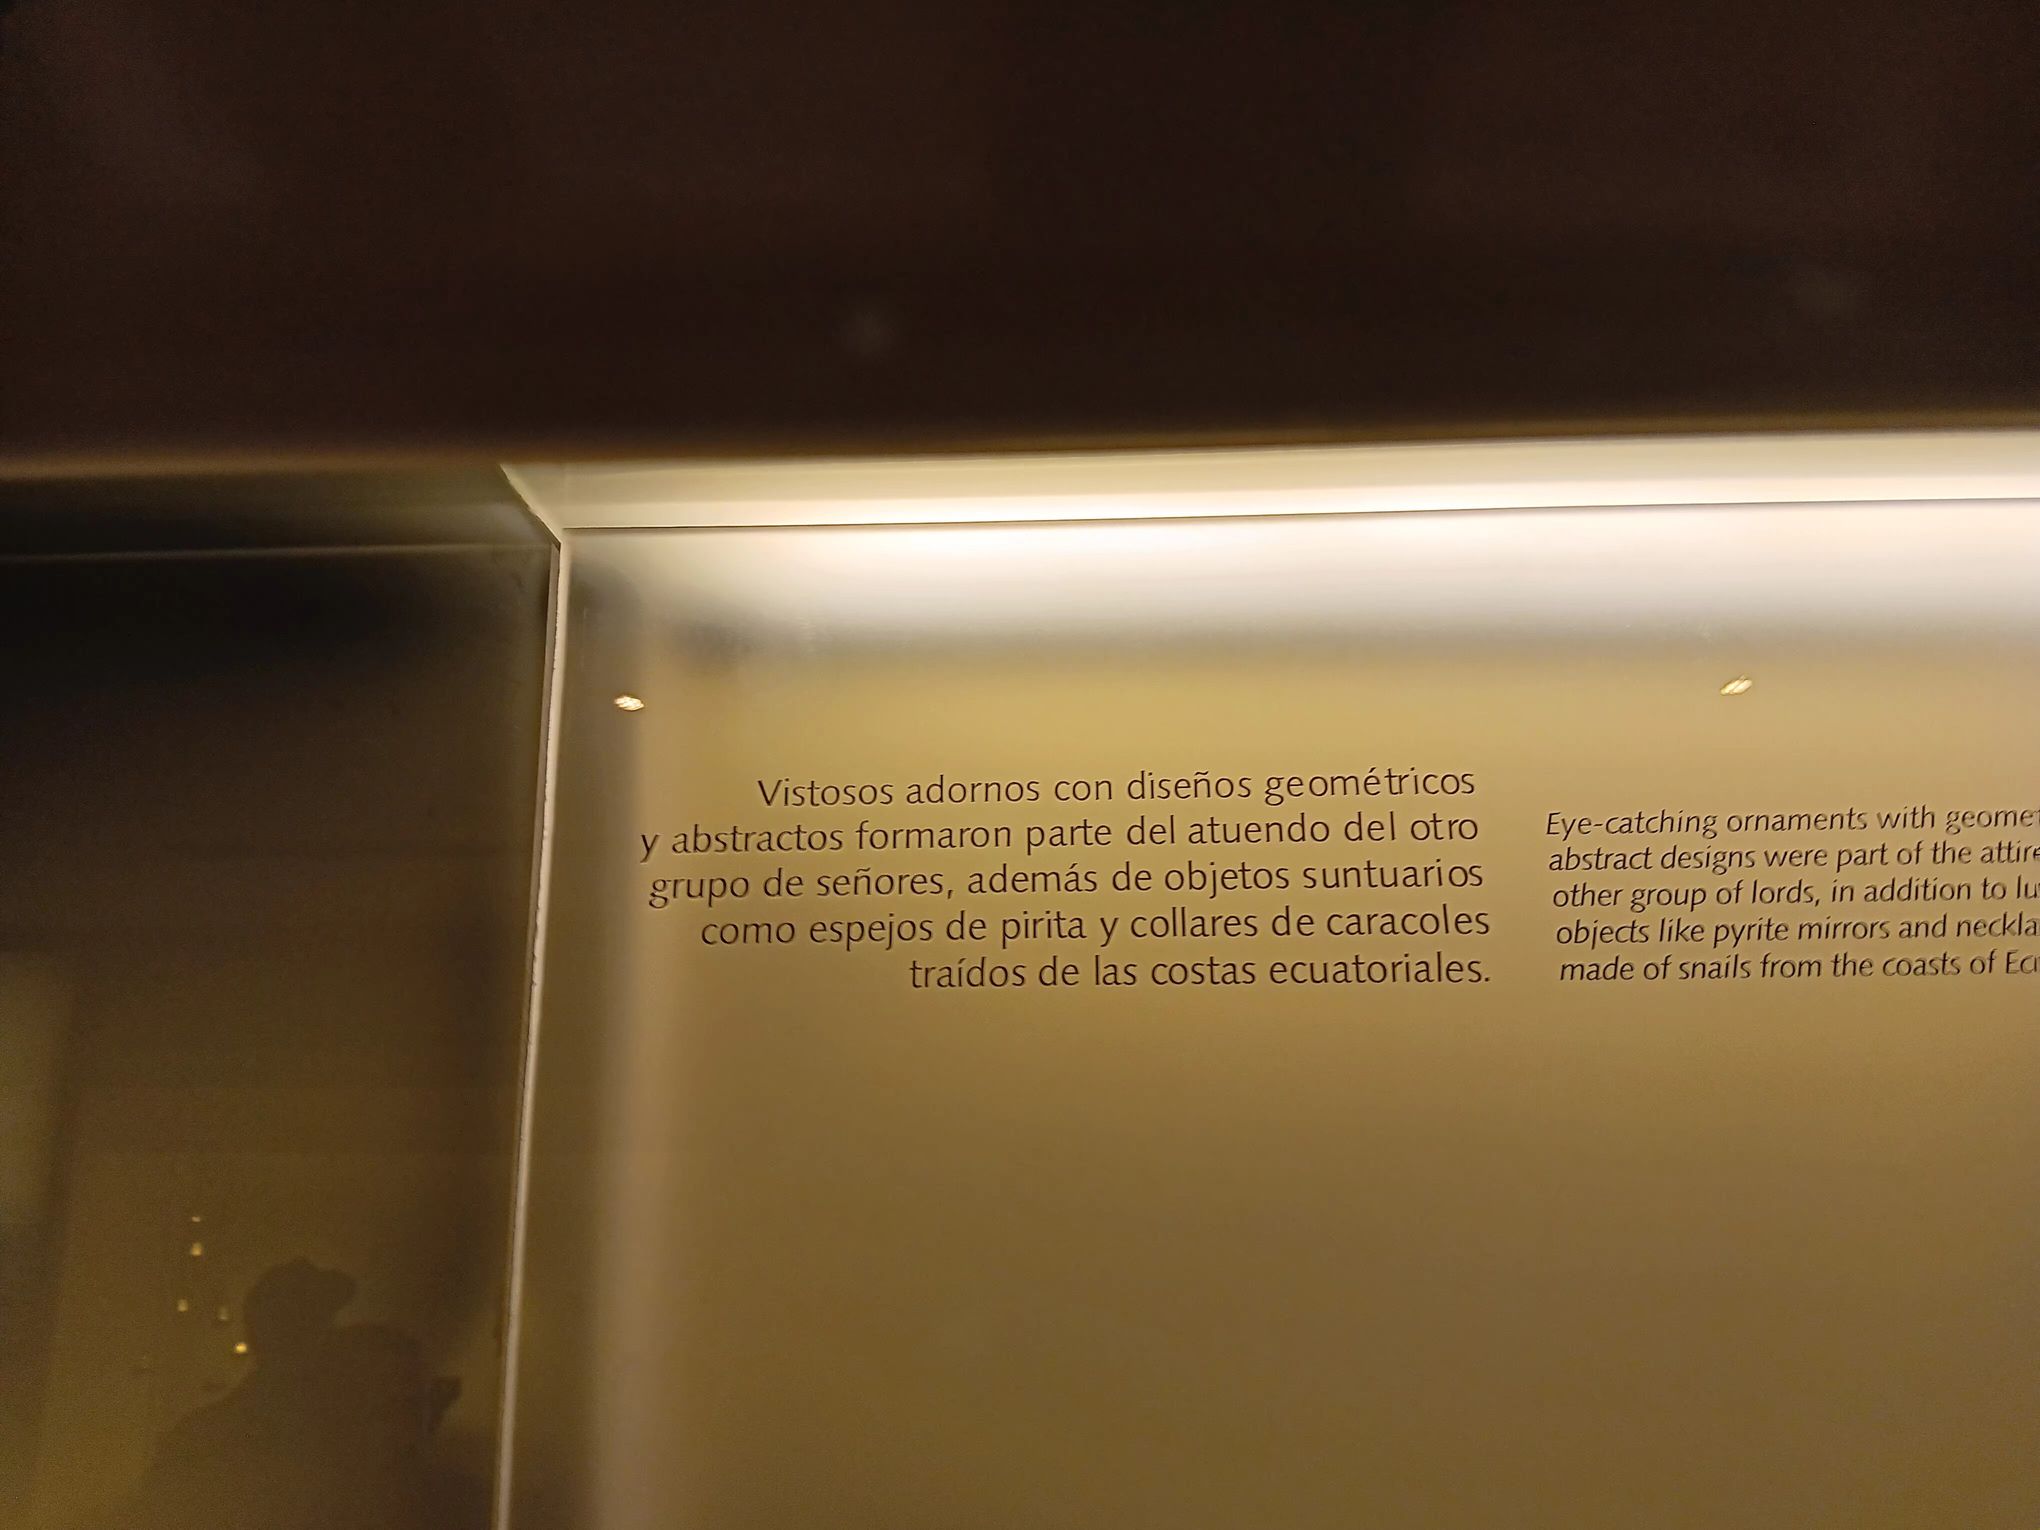 Vistosos adornos con diseños geométricos
y abstractos formaron parte del atuendo del otro
grupo de señores, además de objetos suntuarios
como espejos de pirita y collares de caracoles
traídos de las costas ecuatoriales.
Eye-catching ornaments with
abstract designs were part of the
other group of lords, in addition to
objects like pyrite mirrors and
made of snails from the coasts of